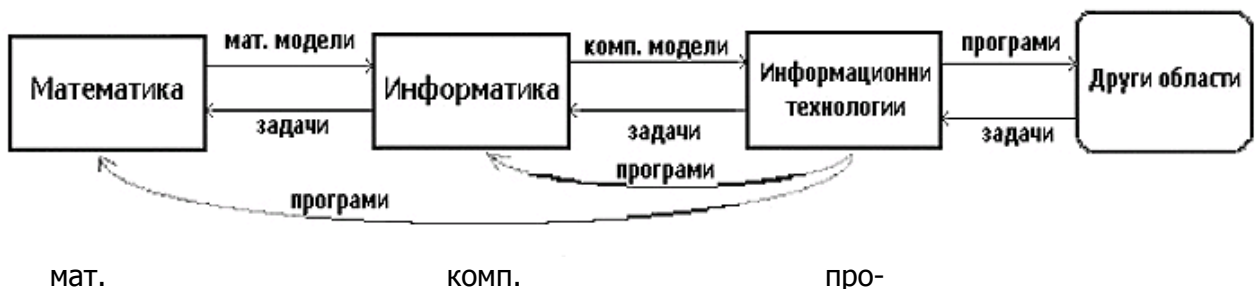 мат. модели
комп. модели
програми
Математика
Информатика
Информационни
технологии
Други области
задачи
задачи
задачи
програми
програми
мат.
комп.
про-